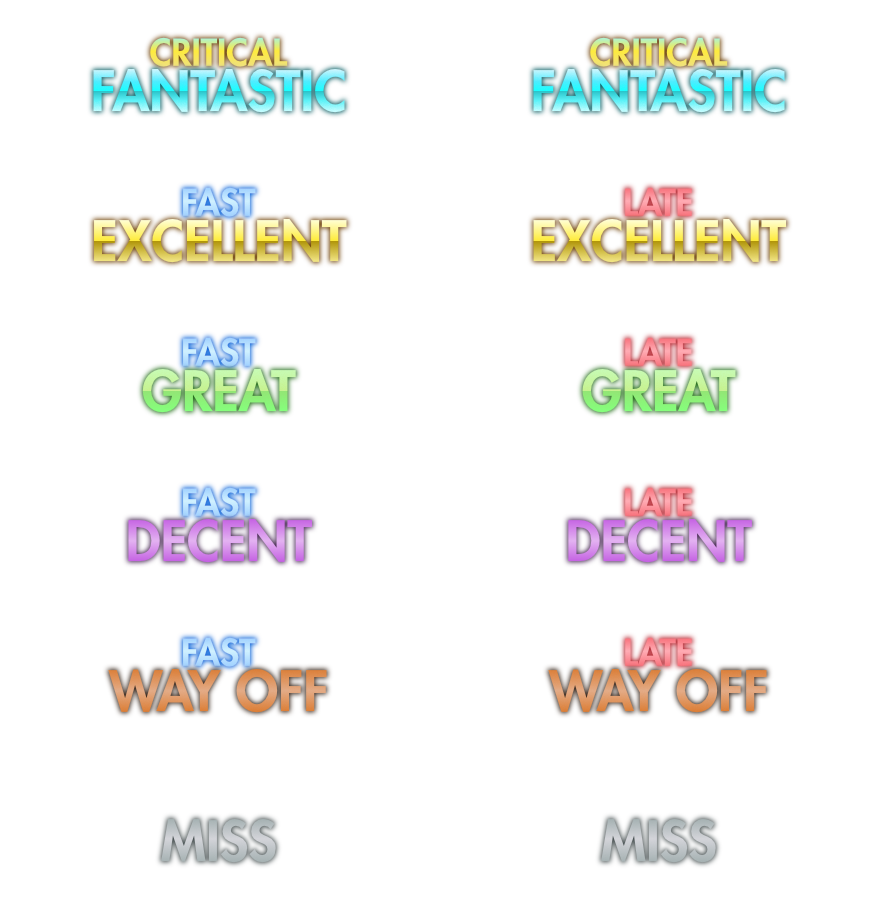 CRITICAL CRITICAL
FANTASTIC FANTASTIC
FAST LATE
EXCELLENT EXCELLENT
FAST LATE
GREAT GREAT
FAST LATE
DECENT DECENT
FAST LATE
WAY OFF WAY OFF
MISS MISS